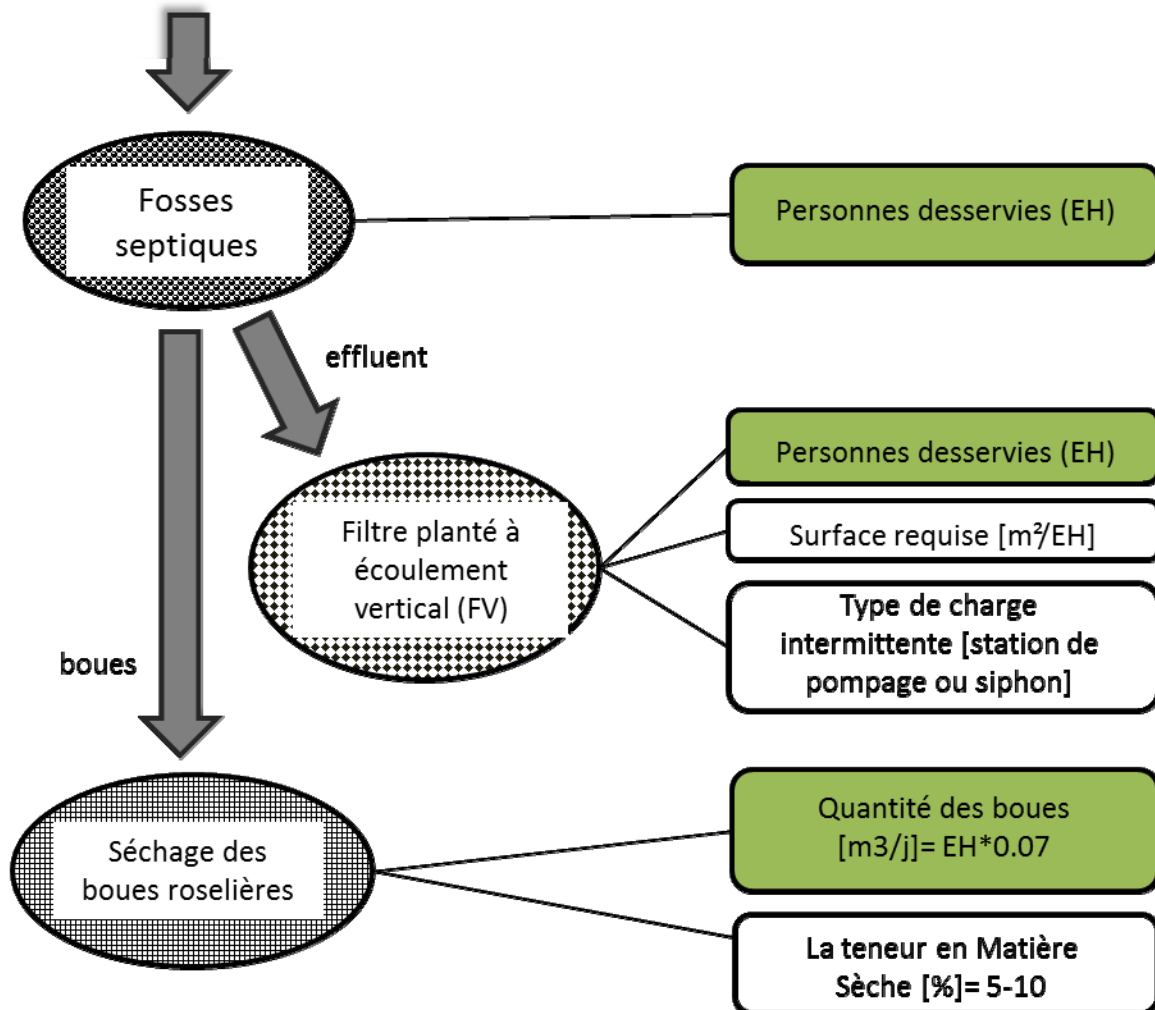 Fosses
septiques
Personnes desservies (EH)
effluent
Personnes desservies (EH)
Filtre planté à
écoulement
vertical (FV)
Surface requise [m²/EH]
Type de charge
intermittente [station de
pompage ou siphon]
boues
Quantité des boues
[m3/j]= EH*0.07
Séchage des
boues roselières
La teneur en Matière
Sèche [%]= 5-10